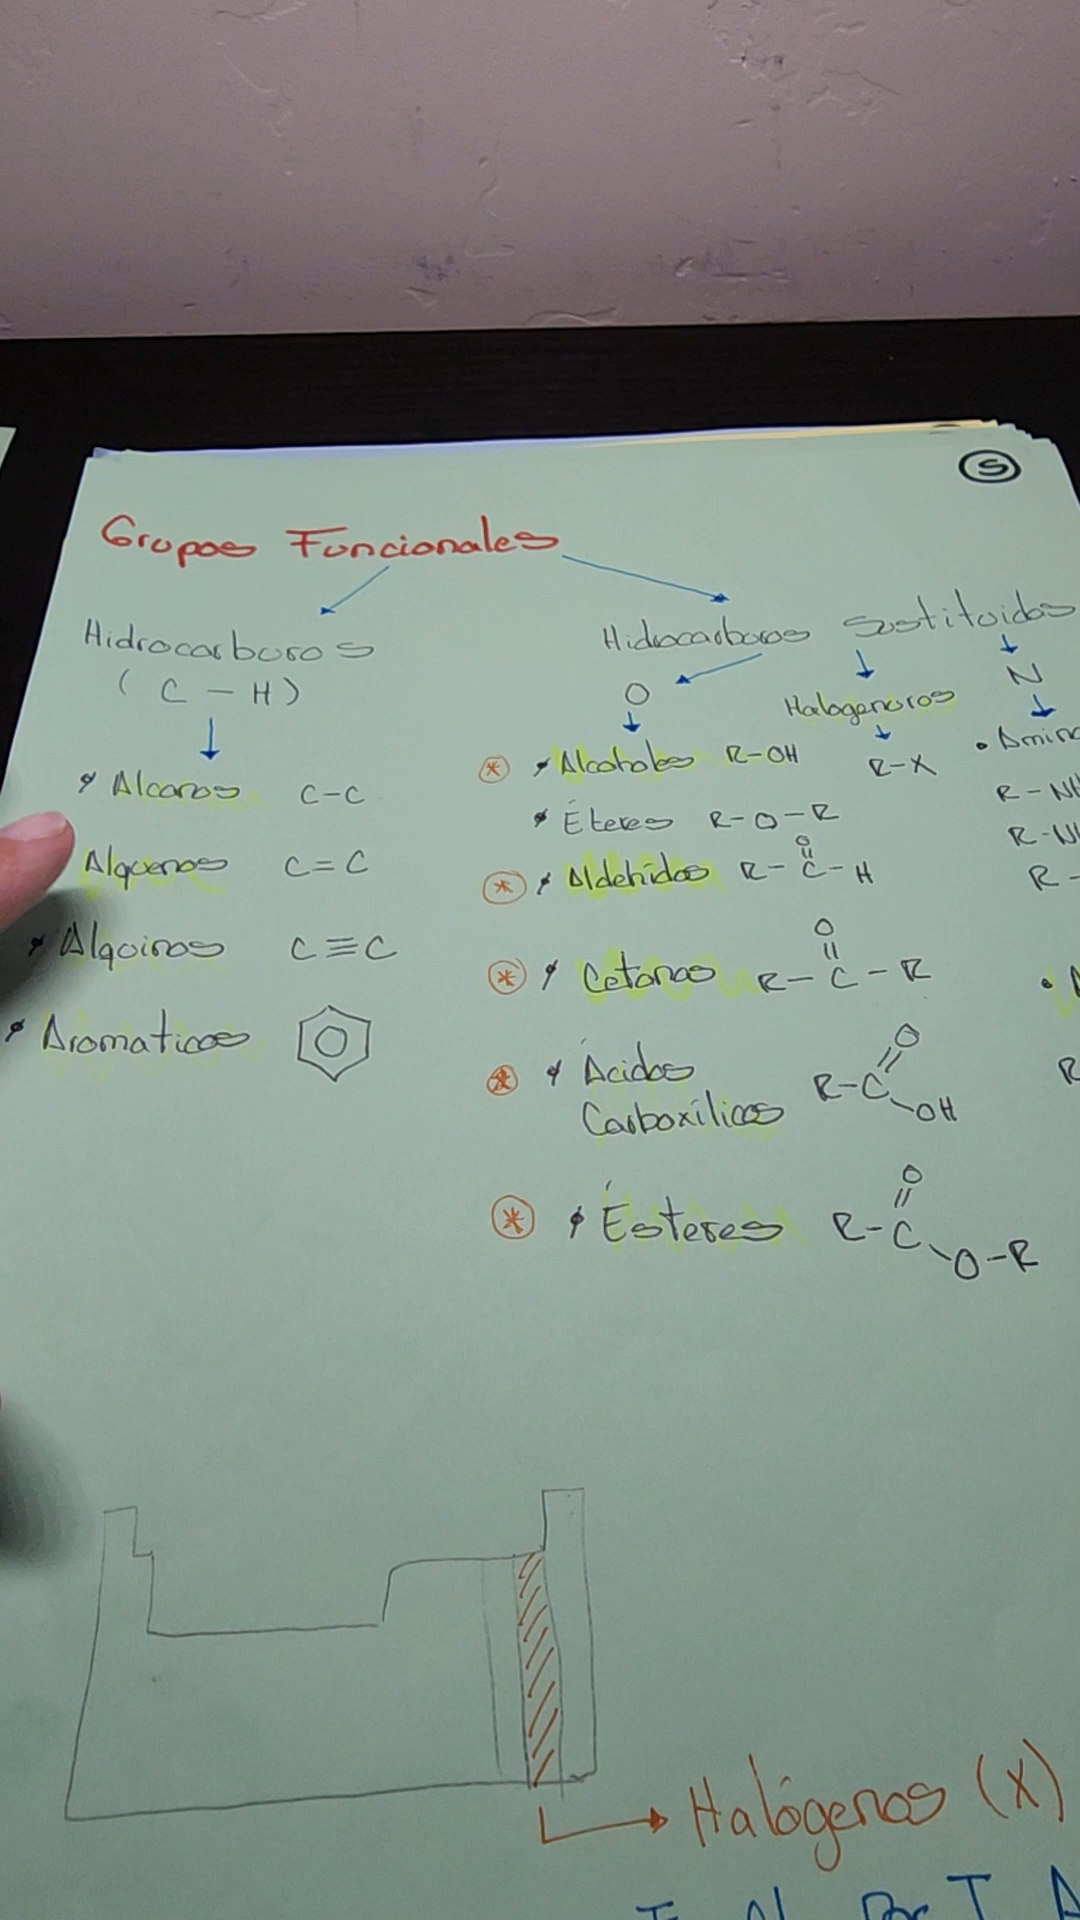 5
Grupos Funcionales
Hidrocarburos
(C-H)
Alcanos C-C
Alquenos C=C
Alquinos C≡C
Aromaticos
Hidrocarburos Sustituidos
O
Alcoholes R-OH
Éteres R-O-R
O
Aldehídos R-C-H
O
Cetonas R-C-R
O
Ácidos R-C
Carboxílicos OH
O
Ésteres R-C
O-R
Halogenuros
R-X
N
R-
R
Halógenos (X)